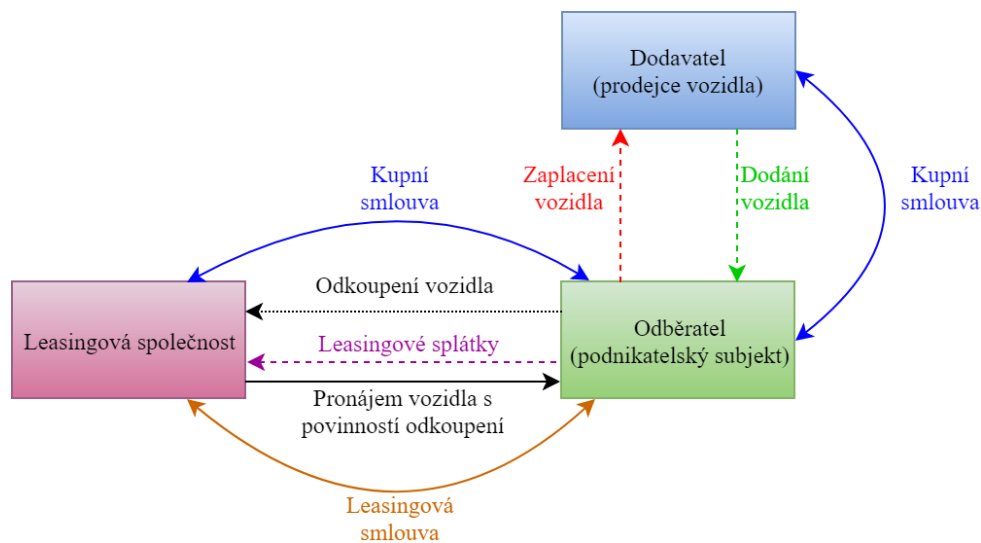 Dodavatel
(prodejce vozidla)
Kupní
smlouva
Zaplacení
vozidla
Dodání
vozidla
Kupní
smlouva
Odkoupení vozidla
Leasingová společnost
Leasingové splátky
Odběratel
(podnikatelský subjekt)
Pronájem vozidla s
povinností odkoupení
Leasingová
smlouva